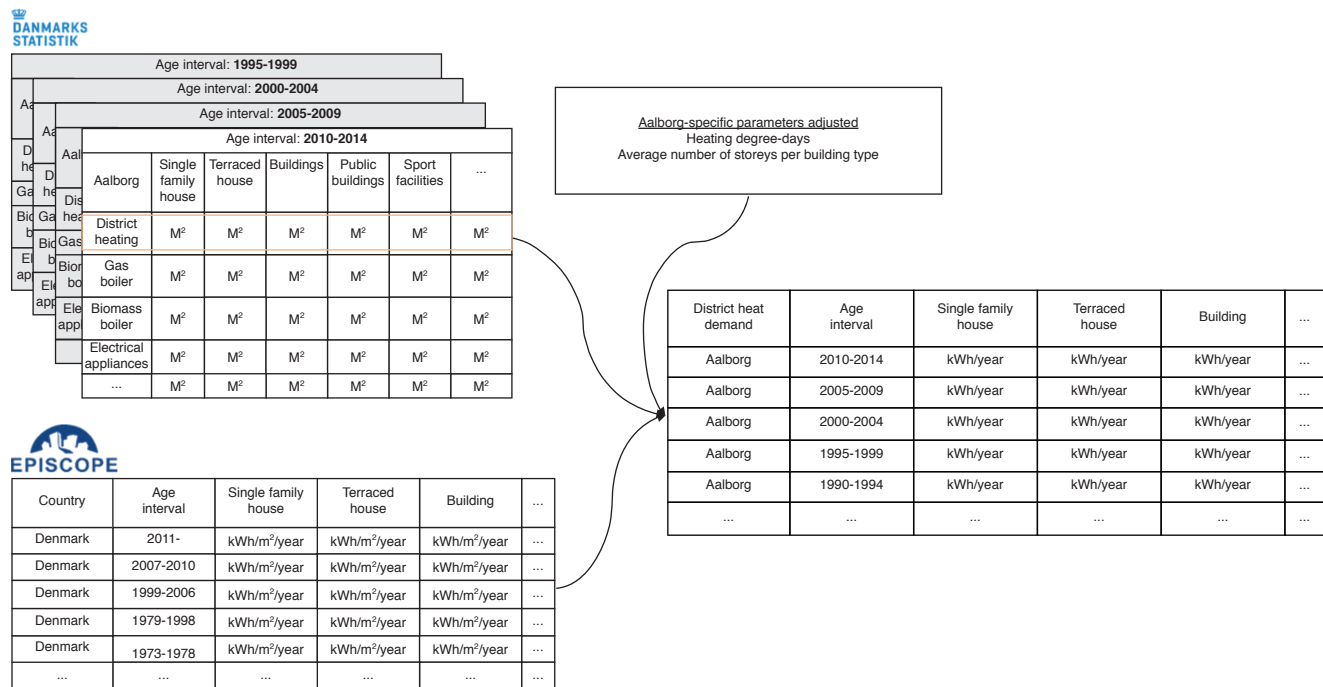 DANMARKS
STATISTIK
Age interval: 1995-1999
Age interval: 2000-2004
Age interval: 2005-2009
Age interval: 2010-2014
Aalborg
Single
family
house
Terraced
house
Buildings
Public
buildings
Sport
facilities
...
District
heating
M²
M²
M²
M²
M²
M²
Gas
boiler
M²
M²
M²
M²
M²
M²
Biomass
boiler
M²
M²
M²
M²
M²
M²
Electrical
appliances
M²
M²
M²
M²
M²
M²
...
M²
M²
M²
M²
M²
M²
Aalborg-specific parameters adjusted
Heating degree-days
Average number of storeys per building type
District heat
demand
Age
interval
Single family
house
Terraced
house
Building
...
Aalborg 2010-2014 kWh/year kWh/year kWh/year ...
Aalborg 2005-2009 kWh/year kWh/year kWh/year ...
Aalborg 2000-2004 kWh/year kWh/year kWh/year ...
Aalborg 1995-1999 kWh/year kWh/year kWh/year ...
Aalborg 1990-1994 kWh/year kWh/year kWh/year ...
... ... ... ... ... ...
EPISCOPE
Country
Age
interval
Single family
house
Terraced
house
Building
...
Denmark 2011- kWh/m²/year kWh/m²/year kWh/m²/year ...
Denmark 2007-2010 kWh/m²/year kWh/m²/year kWh/m²/year ...
Denmark 1999-2006 kWh/m²/year kWh/m²/year kWh/m²/year ...
Denmark 1979-1998 kWh/m²/year kWh/m²/year kWh/m²/year ...
Denmark 1973-1978 kWh/m²/year kWh/m²/year kWh/m²/year ...
... ... ... ... ... ...